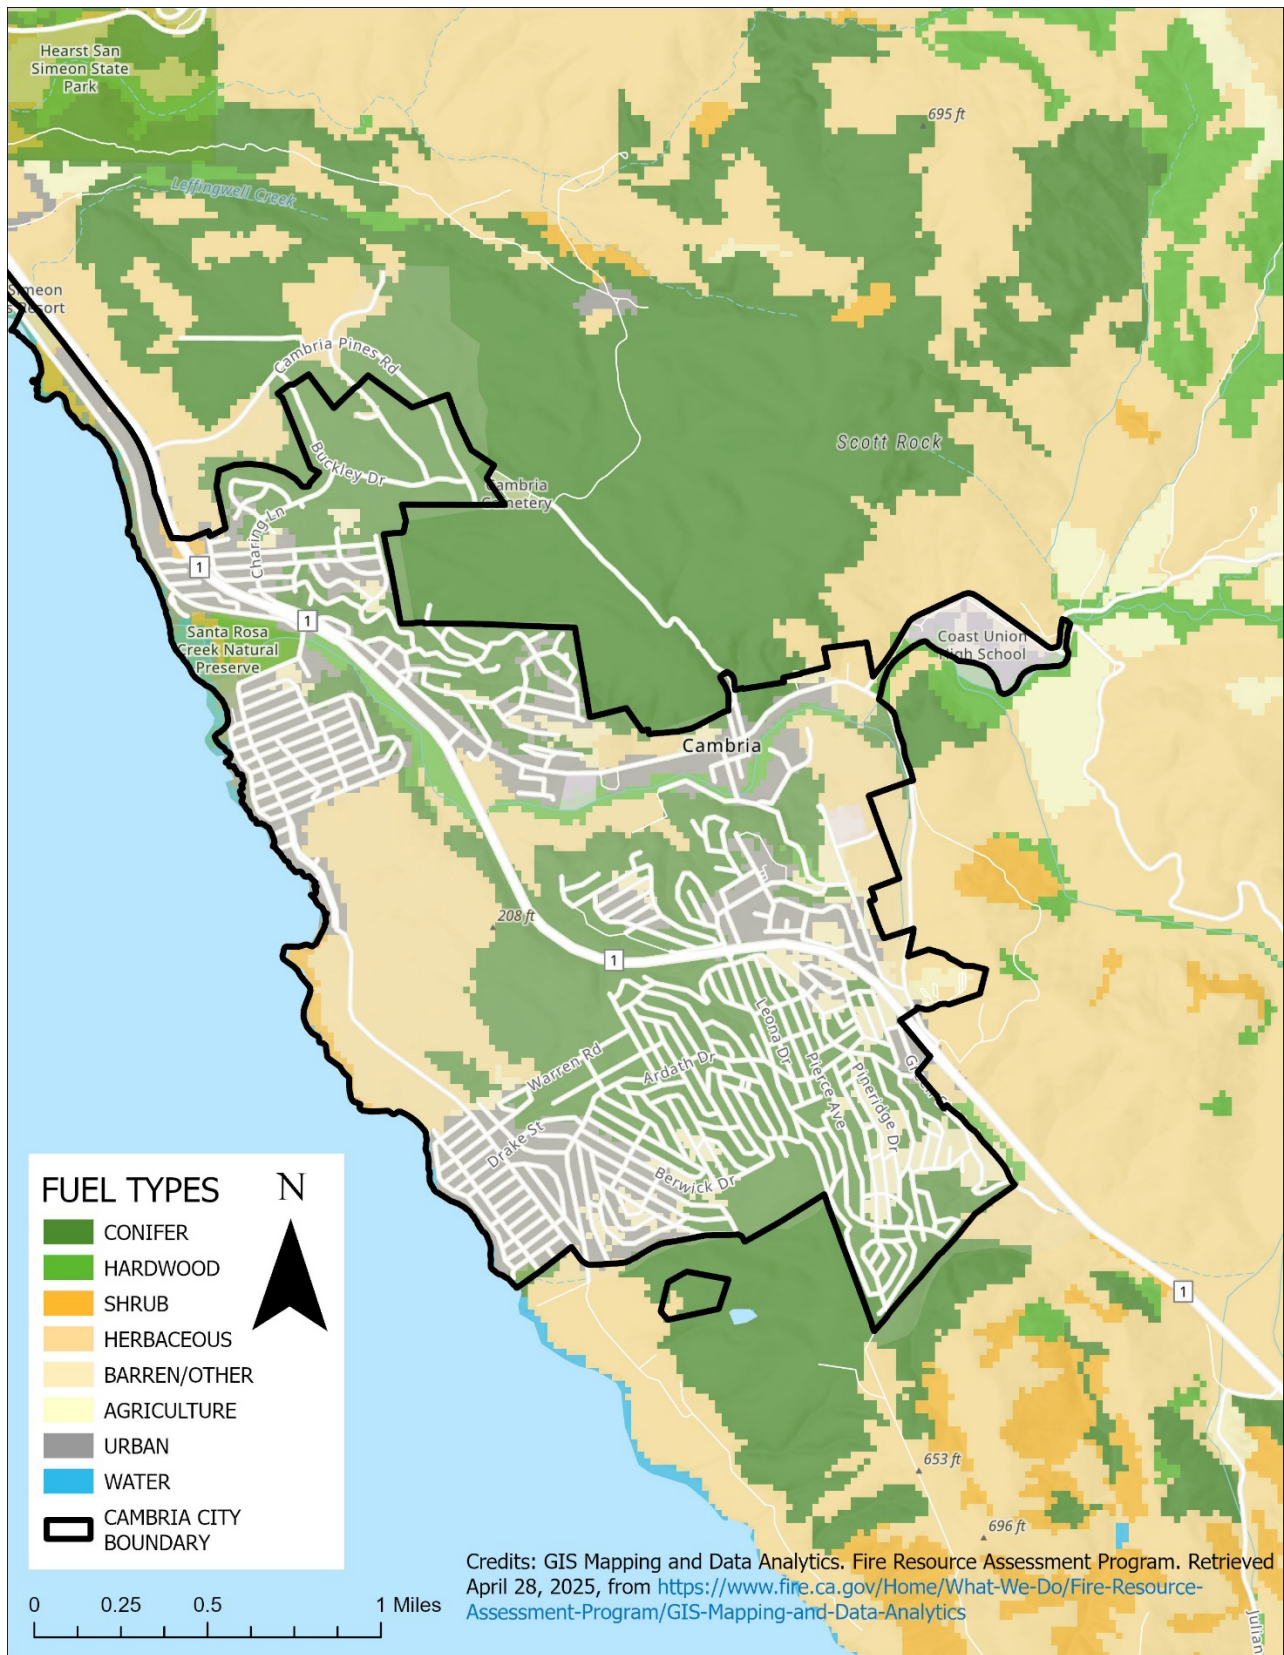 Hearst San
Simeon State
Park
695 ft
Leffingwell Creek
Simeon
s Resort
Cambria Pines Rd
Scott Rock
Buckley Dr
Cambria
Cemetery
Charing Ln
1
1
Santa Rosa
Creek Natural
Preserve
Coast Union
High School
Cambria
208 ft
1
Leona Dr
Warren Rd
Ardath Dr
Pierce Ave
Pineridge Dr
Drake St
Berwick Dr
1
653 ft
696 ft
Julian
FUEL TYPES
N
CONIFER
HARDWOOD
SHRUB
HERBACEOUS
BARREN/OTHER
AGRICULTURE
URBAN
WATER
CAMBRIA CITY
BOUNDARY
0 0.25 0.5 1 Miles
Credits: GIS Mapping and Data Analytics. Fire Resource Assessment Program. Retrieved
April 28, 2025, from https://www.fire.ca.gov/Home/What-We-Do/Fire-Resource-
Assessment-Program/GIS-Mapping-and-Data-Analytics